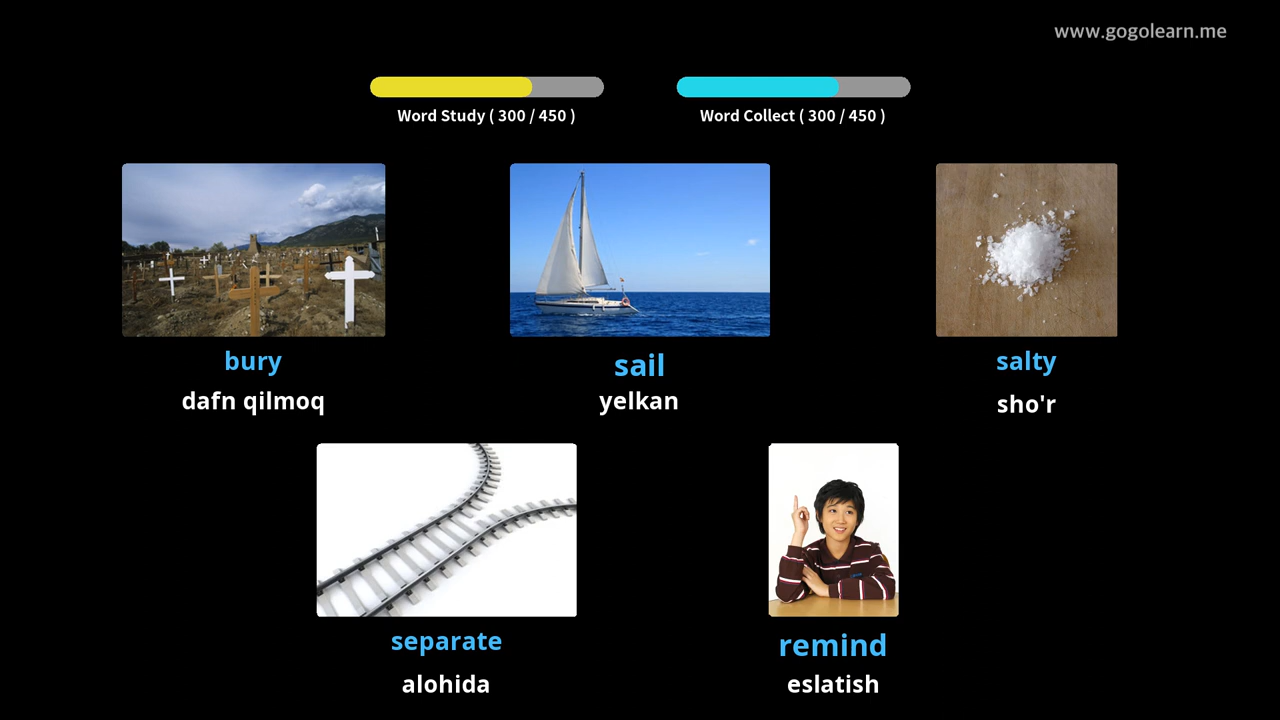 www.gogolearn.me
Word Study ( 300 / 450 )
Word Collect ( 300 / 450 )
bury
dafn qilmoq
sail
yelkan
salty
sho'r
separate
alohida
remind
eslatish